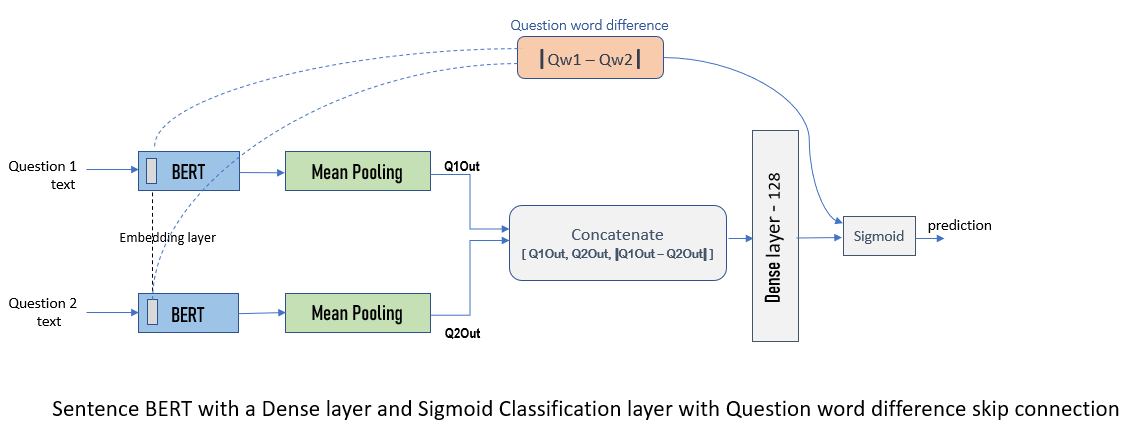 Question word difference
|Qw1 – Qw2|
Question 1
text
BERT
Mean Pooling
Q1Out
Embedding layer
Concatenate
[ Q1Out, Q2Out, |Q1Out – Q2Out| ]
Dense layer - 128
Sigmoid
prediction
Question 2
text
BERT
Mean Pooling
Q2Out
Sentence BERT with a Dense layer and Sigmoid Classification layer with Question word difference skip connection